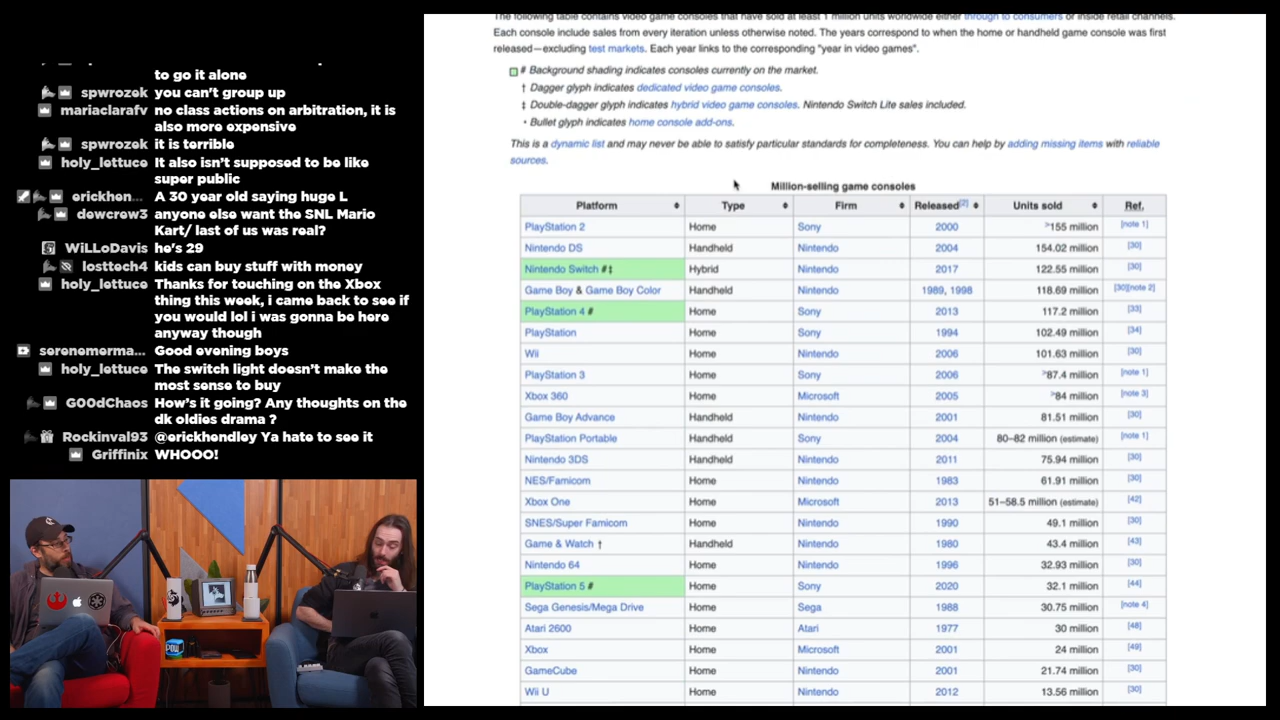 to go it alone
spwrozek you can't group up
mariaclarafv no class actions on arbitration, it is
also more expensive
spwrozek it is terrible
holy_lettuce It also isn't supposed to be like
super public
erickhen... A 30 year old saying huge L
dewcrew3 anyone else want the SNL Mario
Kart/ last of us was real?
WiLLoDavis he's 29
losttech4 kids can buy stuff with money
holy_lettuce Thanks for touching on the Xbox
thing this week, i came back to see if
you would lol i was gonna be here
anyway though
serenemerma... Good evening boys
holy_lettuce The switch light doesn't make the
most sense to buy
G00dChaos How's it going? Any thoughts on the
dk oldies drama ?
Rockinval93 @erickhendley Ya hate to see it
Griffinix WHOOO!
POW
The following table contains video game consoles that have sold at least 1 million units worldwide either through to consumers or inside retail channels.
Each console include sales from every iteration unless otherwise noted. The years correspond to when the home or handheld game console was first
released—excluding test markets. Each year links to the corresponding "year in video games".
# Background shading indicates consoles currently on the market.
† Dagger glyph indicates dedicated video game consoles.
‡ Double-dagger glyph indicates hybrid video game consoles. Nintendo Switch Lite sales included.
• Bullet glyph indicates home console add-ons.
This is a dynamic list and may never be able to satisfy particular standards for completeness. You can help by adding missing items with reliable
sources.
Million-selling game consoles
Platform Type Firm Released[2] Units sold Ref.
PlayStation 2 Home Sony 2000 >155 million [note 1]
Nintendo DS Handheld Nintendo 2004 154.02 million [30]
Nintendo Switch #‡ Hybrid Nintendo 2017 122.55 million [30]
Game Boy & Game Boy Color Handheld Nintendo 1989, 1998 118.69 million [30][note 2]
PlayStation 4 # Home Sony 2013 117.2 million [33]
PlayStation Home Sony 1994 102.49 million [34]
Wii Home Nintendo 2006 101.63 million [30]
PlayStation 3 Home Sony 2006 >87.4 million [note 1]
Xbox 360 Home Microsoft 2005 >84 million [note 3]
Game Boy Advance Handheld Nintendo 2001 81.51 million [30]
PlayStation Portable Handheld Sony 2004 80–82 million (estimate) [note 1]
Nintendo 3DS Handheld Nintendo 2011 75.94 million [30]
NES/Famicom Home Nintendo 1983 61.91 million [30]
Xbox One Home Microsoft 2013 51–58.5 million (estimate) [42]
SNES/Super Famicom Home Nintendo 1990 49.1 million [30]
Game & Watch † Handheld Nintendo 1980 43.4 million [43]
Nintendo 64 Home Nintendo 1996 32.93 million [30]
PlayStation 5 # Home Sony 2020 32.1 million [44]
Sega Genesis/Mega Drive Home Sega 1988 30.75 million [note 4]
Atari 2600 Home Atari 1977 30 million [48]
Xbox Home Microsoft 2001 24 million [49]
GameCube Home Nintendo 2001 21.74 million [30]
Wii U Home Nintendo 2012 13.56 million [30]